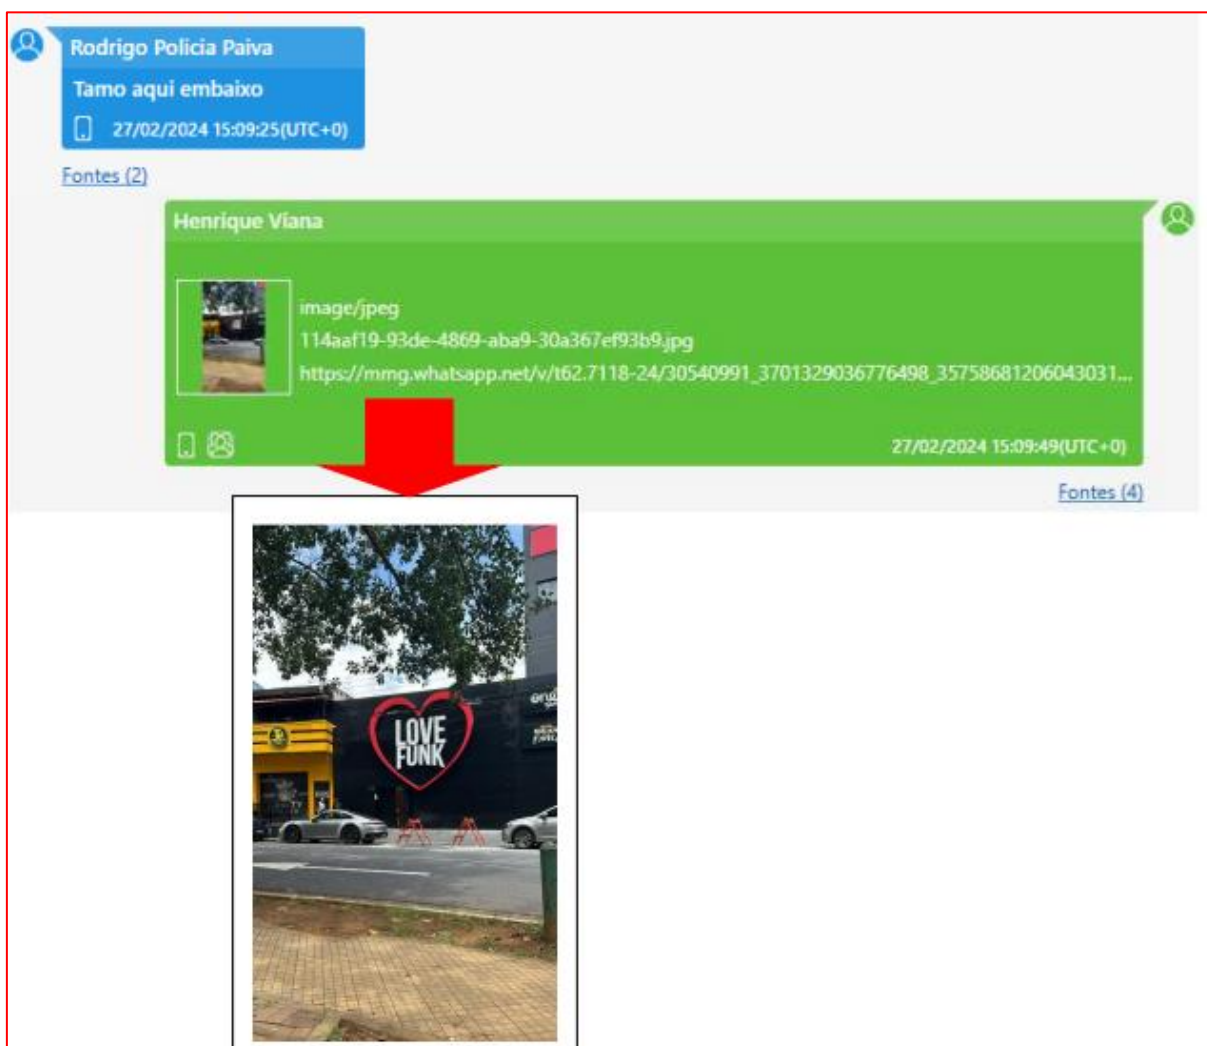 Rodrigo Policia Paiva
Tamo aqui embaixo
27/02/2024 15:09:25(UTC+0)
Fontes (2)
Henrique Viana
image/jpeg
114aaf19-93de-4869-aba9-30a367ef93b9.jpg
https://mmg.whatsapp.net/v/t62.7118-24/30540991_3701329036776498_35758681206043031...
27/02/2024 15:09:49(UTC+0)
Fontes (4)
LOVE
FUNK